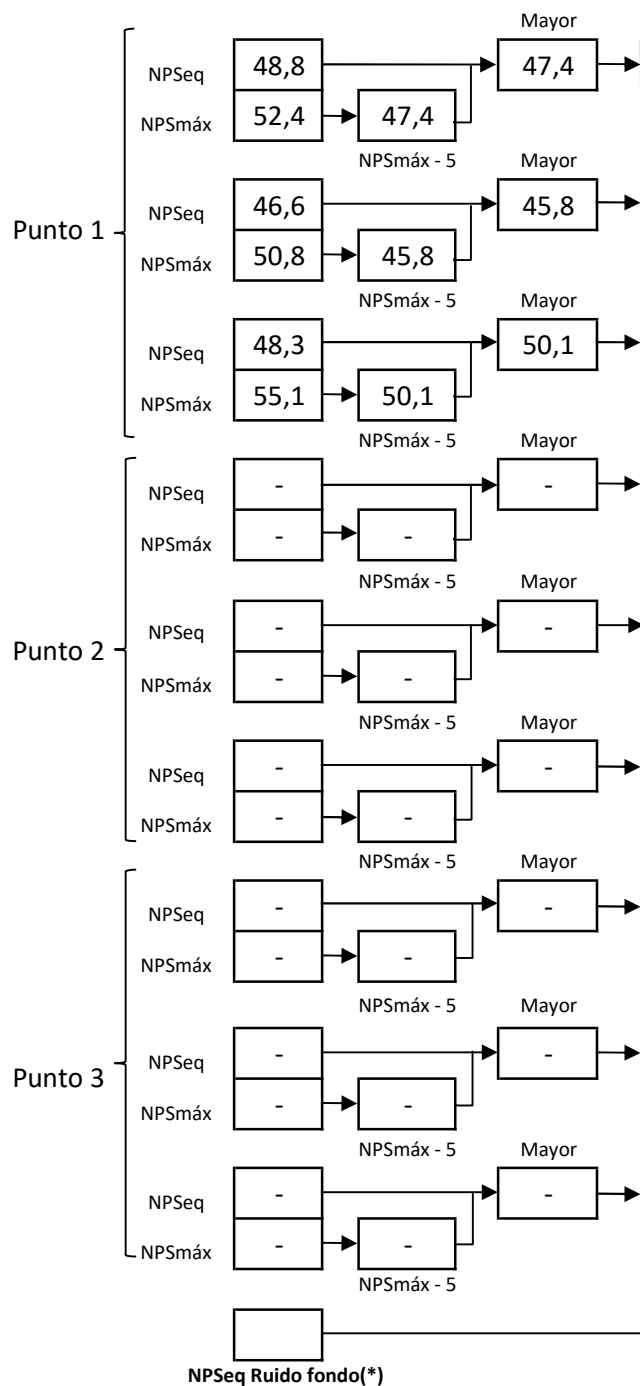 Mayor
NPSeq 48,8 47,4
NPSmáx 52,4 47,4
NPSmáx - 5
Mayor
Punto 1
NPSeq 46,6 45,8
NPSmáx 50,8 45,8
NPSmáx - 5
Mayor
NPSeq 48,3 50,1
NPSmáx 55,1 50,1
NPSmáx - 5
Mayor
NPSeq - -
NPSmáx - -
NPSmáx - 5
Mayor
Punto 2
NPSeq - -
NPSmáx - -
NPSmáx - 5
Mayor
NPSeq - -
NPSmáx - -
NPSmáx - 5
Mayor
NPSeq - -
NPSmáx - -
NPSmáx - 5
Mayor
Punto 3
NPSeq - -
NPSmáx - -
NPSmáx - 5
Mayor
NPSeq - -
NPSmáx - -
NPSmáx - 5
NPSeq Ruido fondo(*)